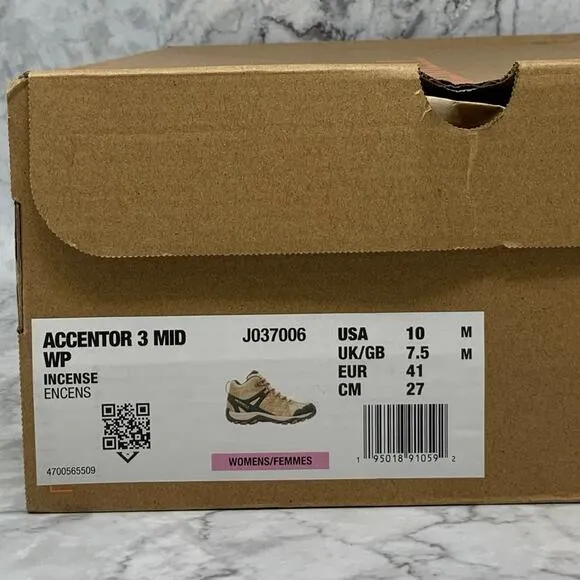 ACCENTOR 3 MID
WP
INCENSE
ENCENS
4700565509
J037006
WOMENS/FEMMES
USA 10 M
UK/GB 7.5 M
EUR 41
CM 27
1 95018 91059 2